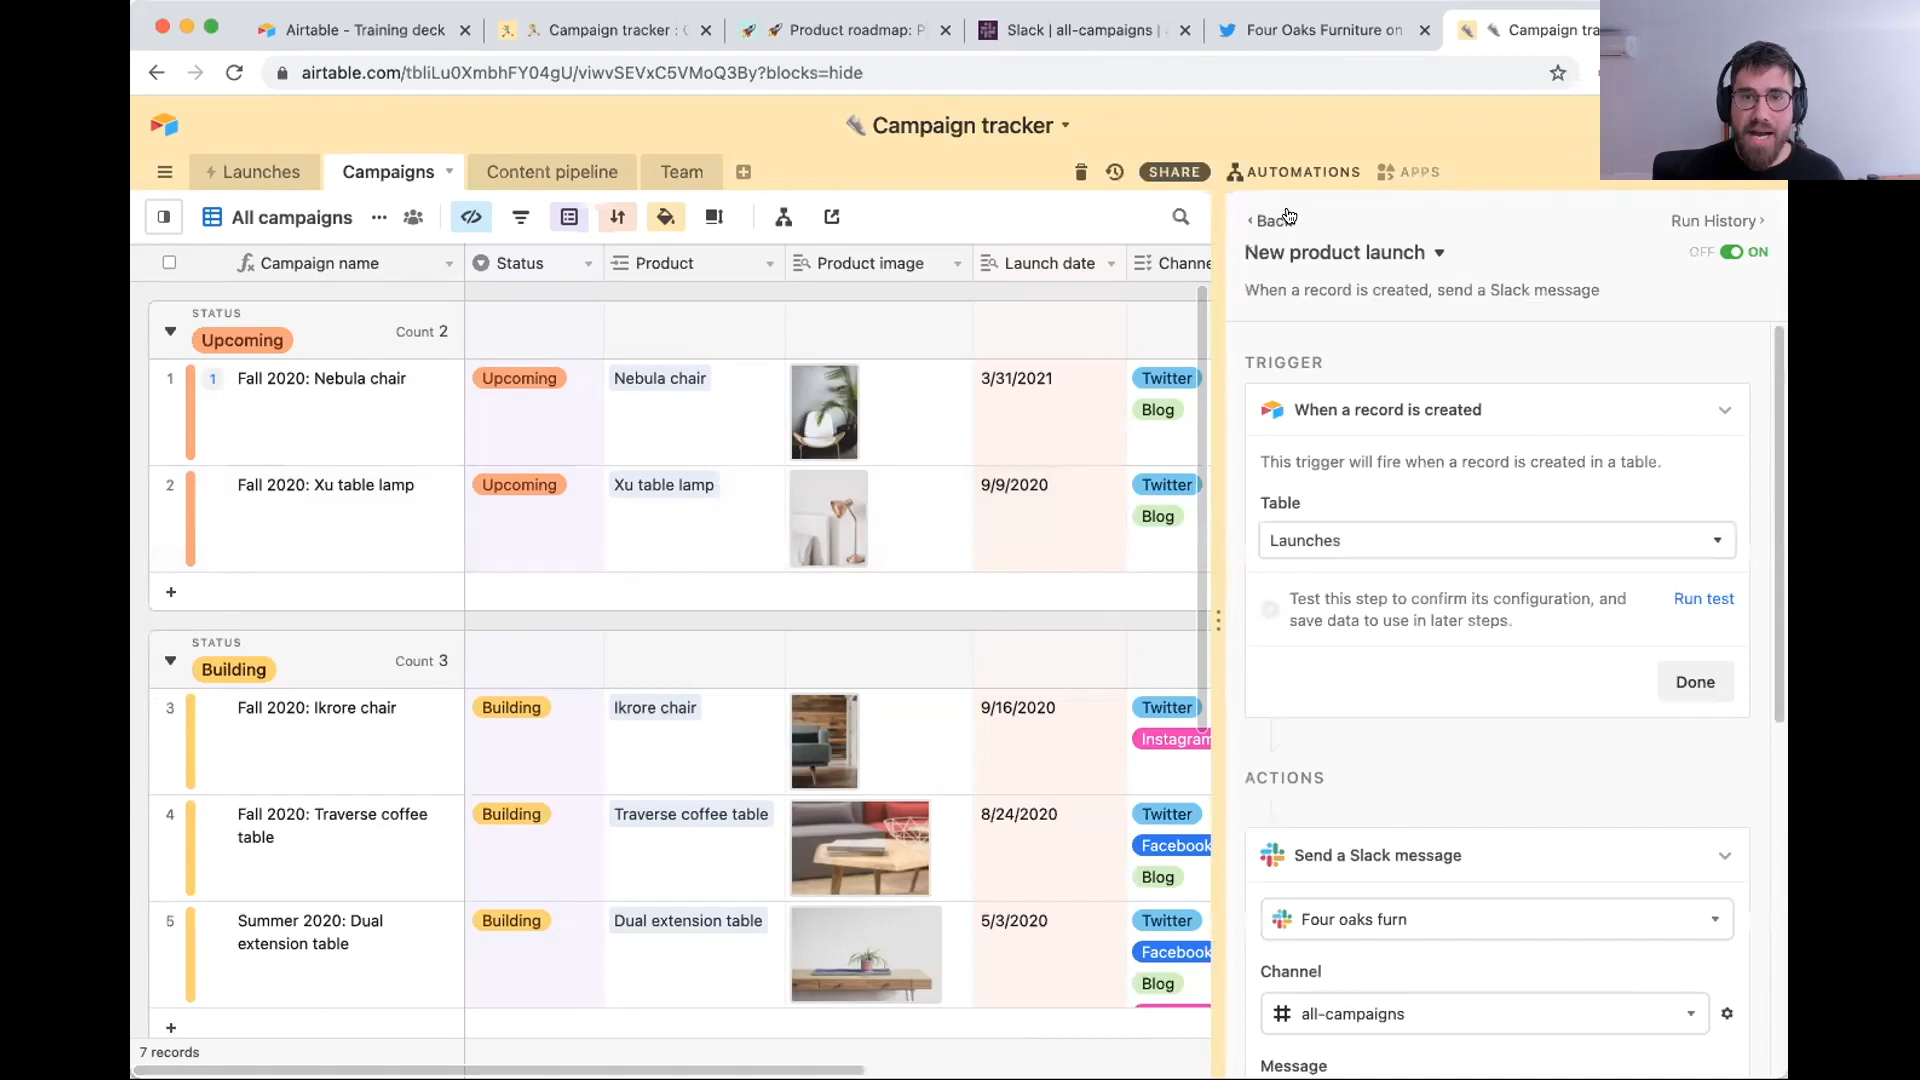 Airtable - Training deck
Campaign tracker : 
Product roadmap: P
Slack | all-campaigns |
Four Oaks Furniture on
Campaign tra
airtable.com/tbliLu0XmbhFY04gU/viwvSEVxC5VMoQ3By?blocks=hide
Campaign tracker
Launches
Campaigns
Content pipeline
Team
SHARE
AUTOMATIONS
APPS
All campaigns
Campaign name
Status
Product
Product image
Launch date
Channe
STATUS
Upcoming
Count 2
1
1
Fall 2020: Nebula chair
Upcoming
Nebula chair
3/31/2021
Twitter
Blog
2
Fall 2020: Xu table lamp
Upcoming
Xu table lamp
9/9/2020
Twitter
Blog
+
STATUS
Building
Count 3
3
Fall 2020: Ikrore chair
Building
Ikrore chair
9/16/2020
Twitter
Instagram
4
Fall 2020: Traverse coffee
table
Building
Traverse coffee table
8/24/2020
Twitter
Facebook
Blog
5
Summer 2020: Dual
extension table
Building
Dual extension table
5/3/2020
Twitter
Facebook
Blog
+
7 records
‹ Back
Run History ›
New product launch
OFF ON
When a record is created, send a Slack message
TRIGGER
When a record is created
This trigger will fire when a record is created in a table.
Table
Launches
Test this step to confirm its configuration, and
save data to use in later steps.
Run test
Done
ACTIONS
Send a Slack message
Four oaks furn
Channel
# all-campaigns
Message